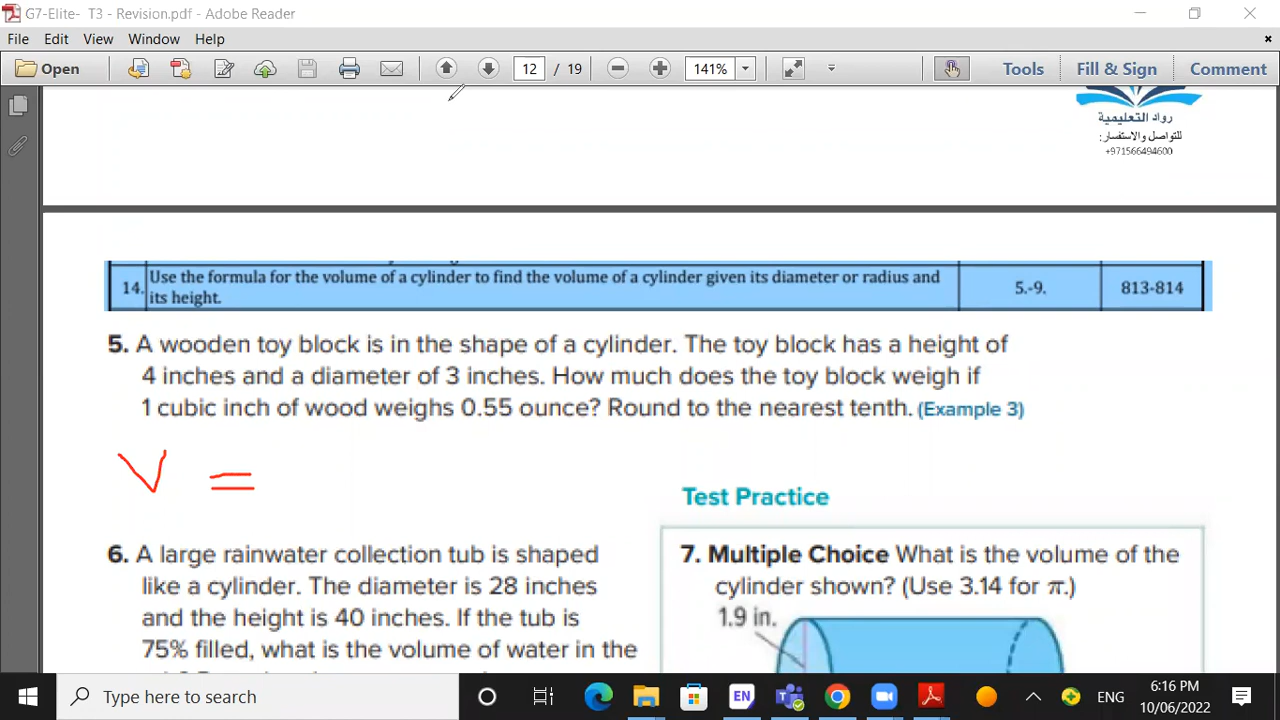 G7-Elite- T3 - Revision.pdf - Adobe Reader
File Edit View Window Help
Open 12 / 19 141% Tools Fill & Sign Comment
رواد التعليمية
للتواصل والاستفسار:
+971566494600
14. Use the formula for the volume of a cylinder to find the volume of a cylinder given its diameter or radius and its height. 5.-9. 813-814
5. A wooden toy block is in the shape of a cylinder. The toy block has a height of
4 inches and a diameter of 3 inches. How much does the toy block weigh if
1 cubic inch of wood weighs 0.55 ounce? Round to the nearest tenth. (Example 3)
V =
6. A large rainwater collection tub is shaped
like a cylinder. The diameter is 28 inches
and the height is 40 inches. If the tub is
75% filled, what is the volume of water in the
Test Practice
7. Multiple Choice What is the volume of the
cylinder shown? (Use 3.14 for π.)
1.9 in.
Type here to search
EN
ENG
6:16 PM
10/06/2022